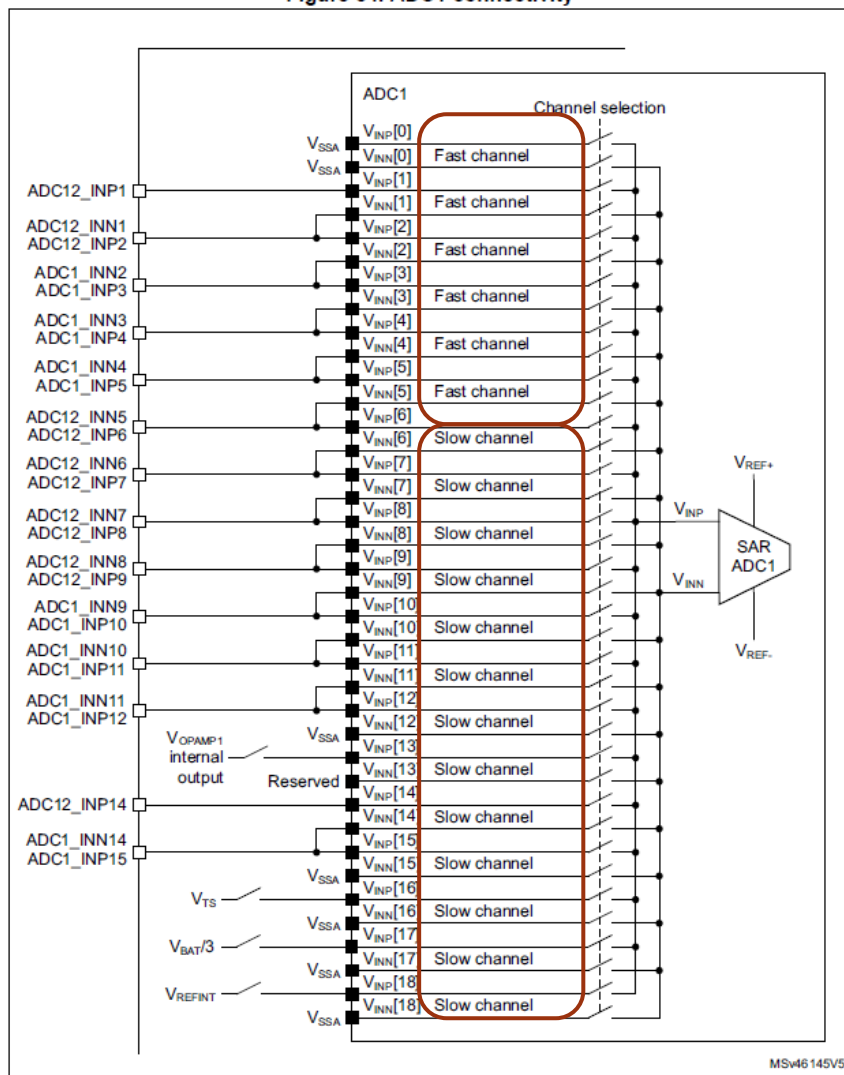 ADC1
Channel selection
VSSA
VINP[0]
VSSA
VINN[0] Fast channel
ADC12_INP1
VINP[1]
VINN[1] Fast channel
ADC12_INN1
ADC12_INP2
VINP[2]
VINN[2] Fast channel
ADC1_INN2
ADC1_INP3
VINP[3]
VINN[3] Fast channel
ADC1_INN3
ADC1_INP4
VINP[4]
VINN[4] Fast channel
ADC1_INN4
ADC1_INP5
VINP[5]
VINN[5] Fast channel
ADC12_INN5
ADC12_INP6
VINP[6]
VINN[6] Slow channel
ADC12_INN6
ADC12_INP7
VINP[7]
VINN[7] Slow channel
ADC12_INN7
ADC12_INP8
VINP[8]
VINN[8] Slow channel
ADC12_INN8
ADC12_INP9
VINP[9]
VINN[9] Slow channel
ADC1_INN9
ADC1_INP10
VINP[10]
VINN[10] Slow channel
ADC1_INN10
ADC1_INP11
VINP[11]
VINN[11] Slow channel
ADC1_INN11
ADC1_INP12
VINP[12]
VINN[12] Slow channel
VSSA
VOPAMP1
internal
output
VINP[13]
Reserved
VINN[13] Slow channel
ADC12_INP14
VINP[14]
VINN[14] Slow channel
ADC1_INN14
ADC1_INP15
VINP[15]
VINN[15] Slow channel
VSSA
VTS
VINP[16]
VINN[16] Slow channel
VSSA
VBAT/3
VINP[17]
VINN[17] Slow channel
VSSA
VREFINT
VINP[18]
VINN[18] Slow channel
VSSA
VREF+
VINP
SAR
ADC1
VINN
VREF-
MSv46145V5